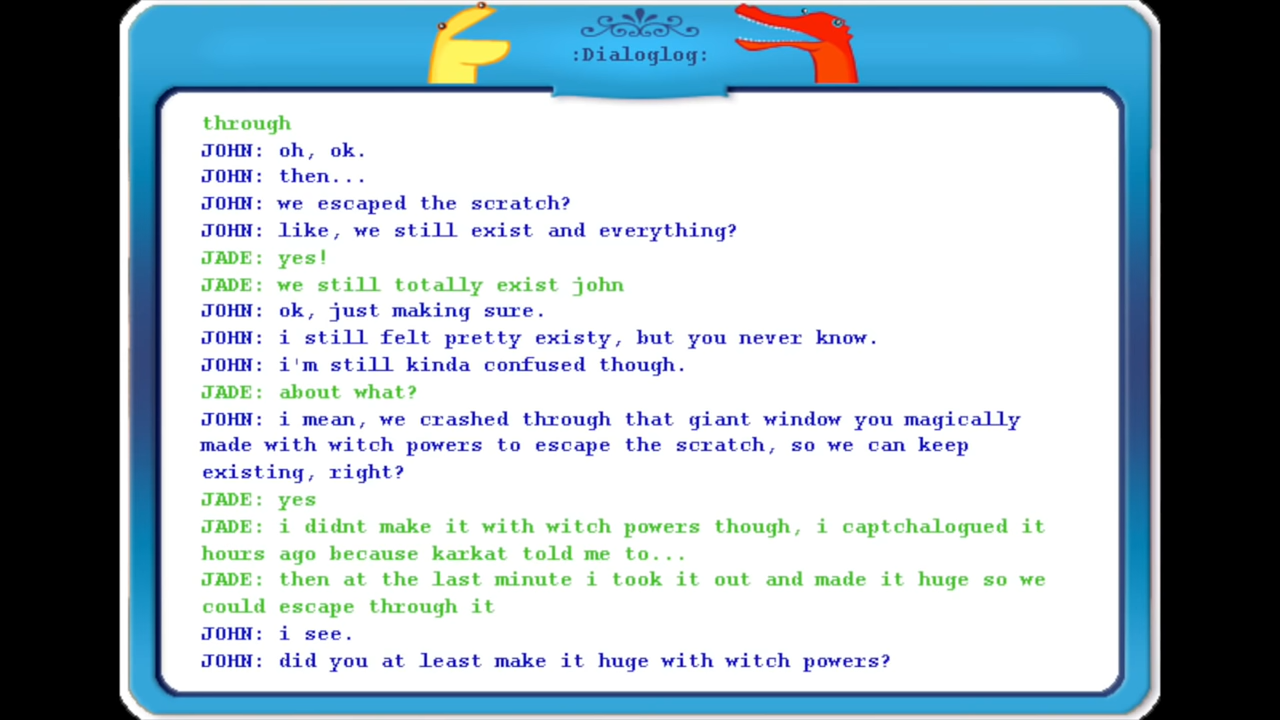 :Dialoglog:
through
JOHN: oh, ok.
JOHN: then...
JOHN: we escaped the scratch?
JOHN: like, we still exist and everything?
JADE: yes!
JADE: we still totally exist john
JOHN: ok, just making sure.
JOHN: i still felt pretty existy, but you never know.
JOHN: i'm still kinda confused though.
JADE: about what?
JOHN: i mean, we crashed through that giant window you magically
made with witch powers to escape the scratch, so we can keep
existing, right?
JADE: yes
JADE: i didnt make it with witch powers though, i captchalogued it
hours ago because karkat told me to...
JADE: then at the last minute i took it out and made it huge so we
could escape through it
JOHN: i see.
JOHN: did you at least make it huge with witch powers?